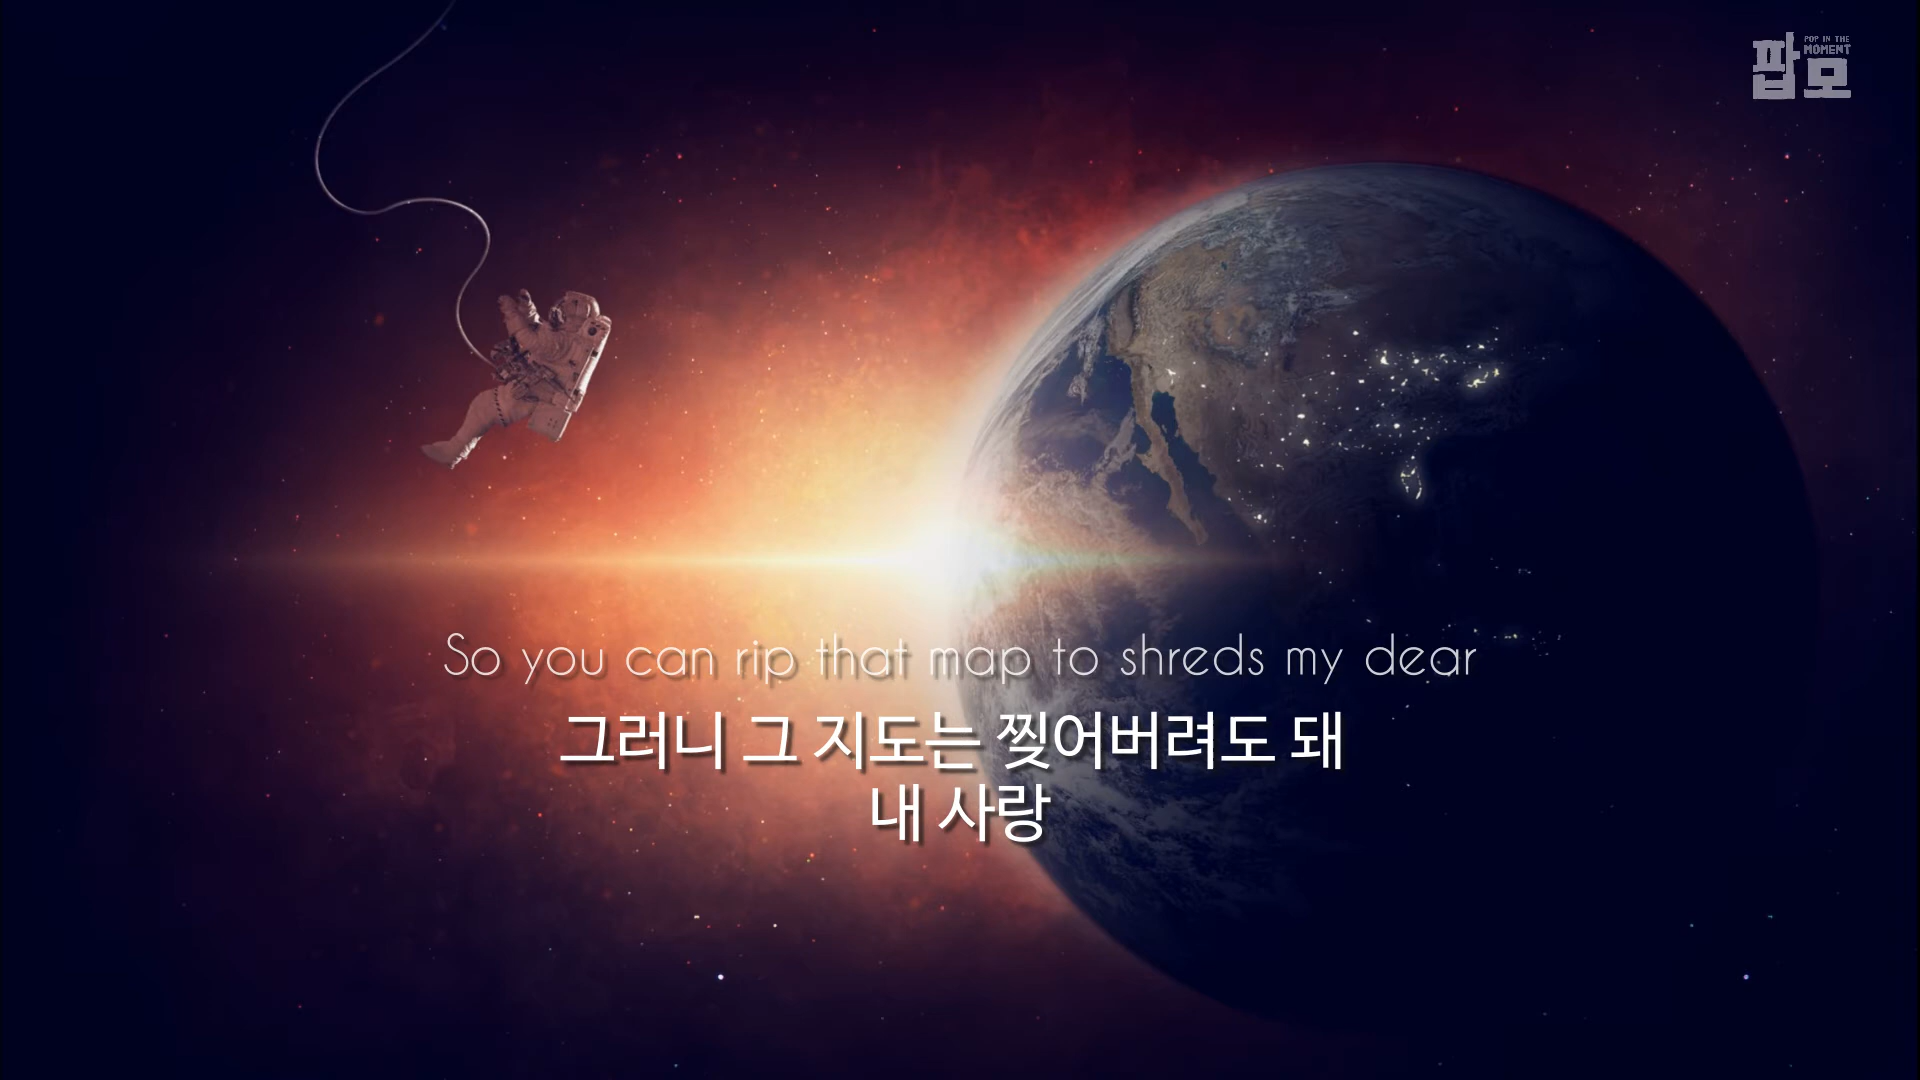 POP IN THE
MOMENT
팝모
So you can rip that map to shreds my dear
그러니 그 지도는 찢어버려도 돼
내 사랑